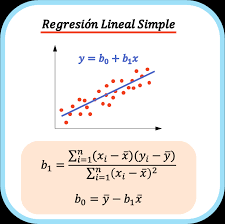 Regresión Lineal Simple
y = b₀ + b₁x
b₁ = ∑ⁿᵢ₌₁(xᵢ − x̄)(yᵢ − ȳ) / ∑ⁿᵢ₌₁(xᵢ − x̄)²
b₀ = ȳ − b₁x̄